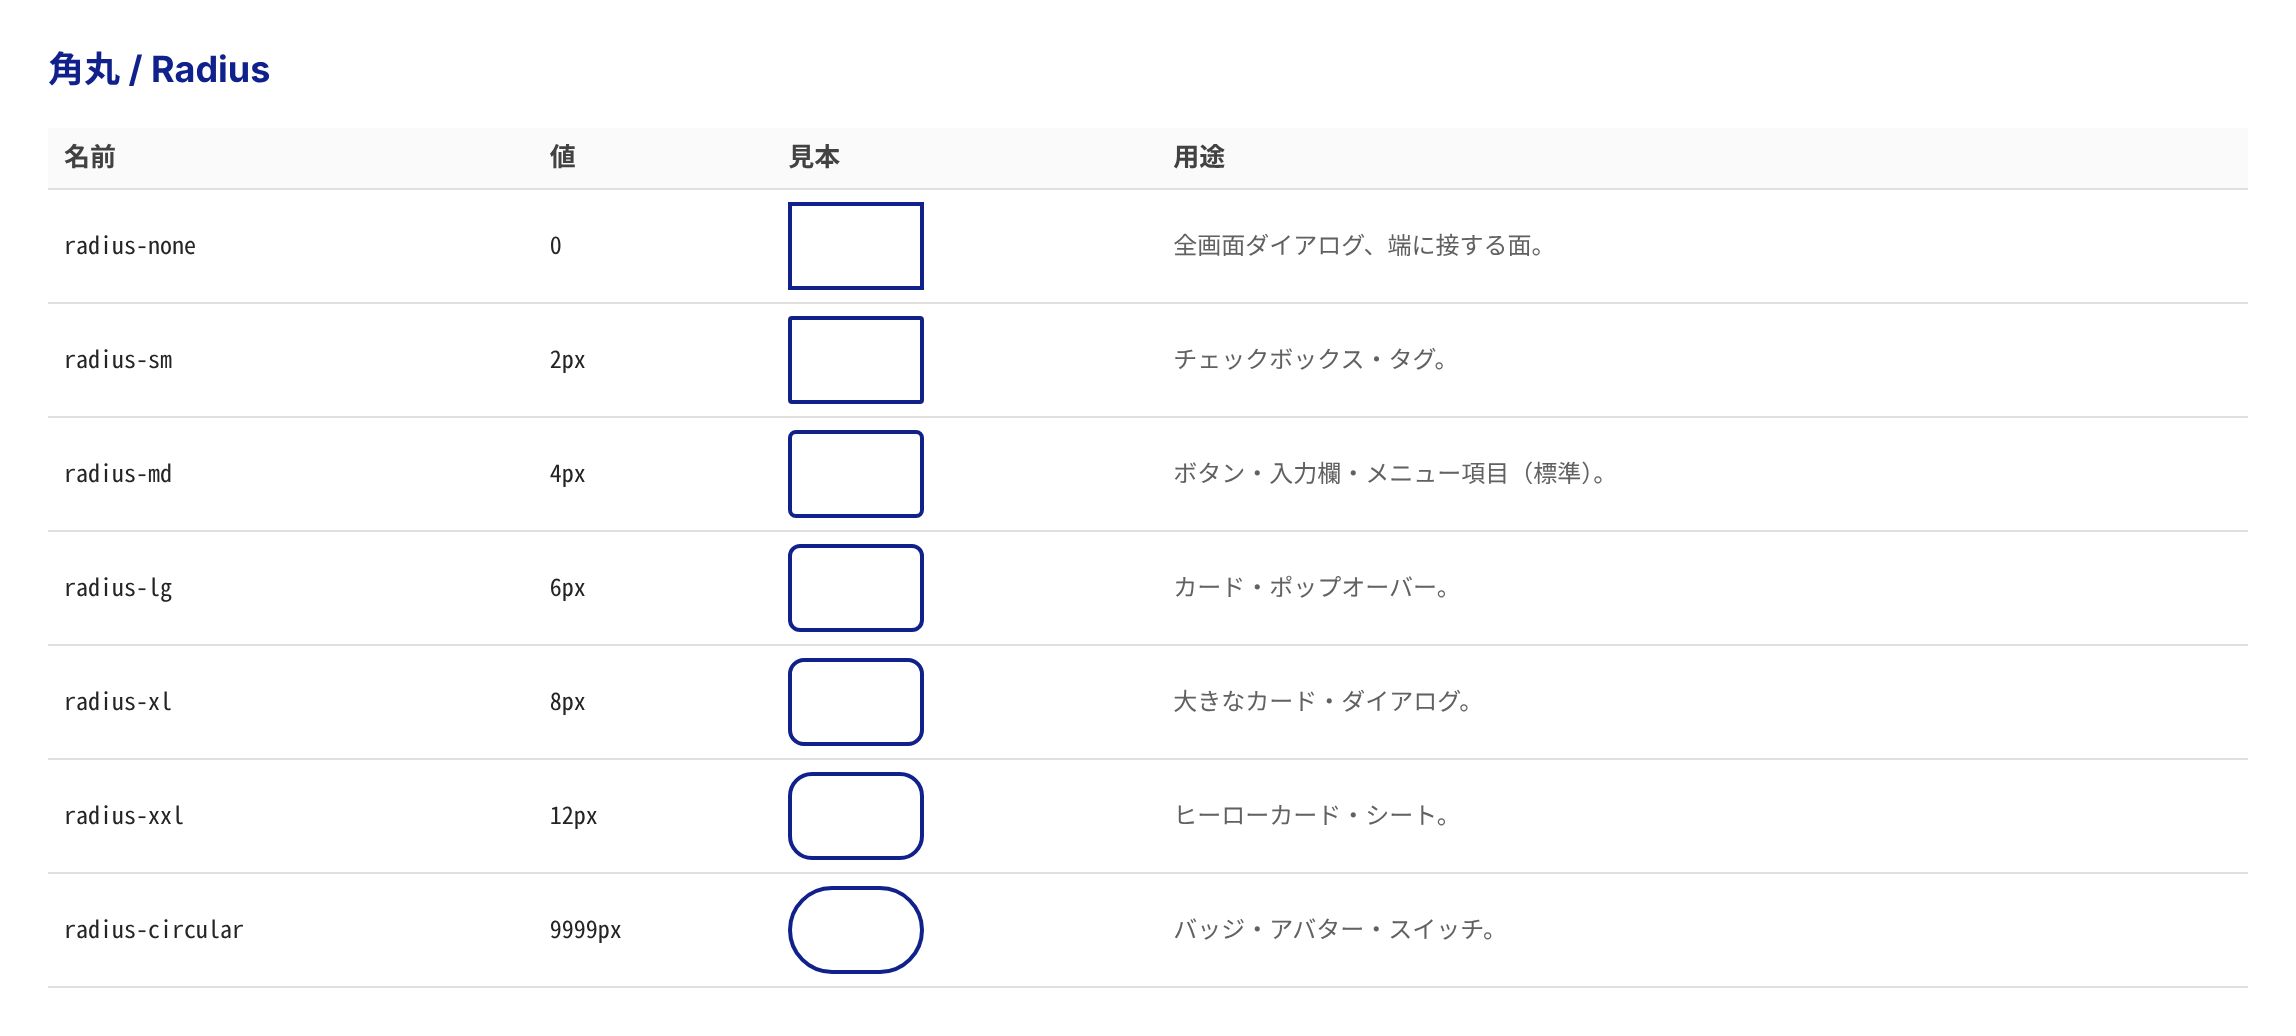 角丸 / Radius
名前 値 見本 用途
radius-none 0 全画面ダイアログ、端に接する面。
radius-sm 2px チェックボックス・タグ。
radius-md 4px ボタン・入力欄・メニュー項目（標準）。
radius-lg 6px カード・ポップオーバー。
radius-xl 8px 大きなカード・ダイアログ。
radius-xxl 12px ヒーローカード・シート。
radius-circular 9999px バッジ・アバター・スイッチ。